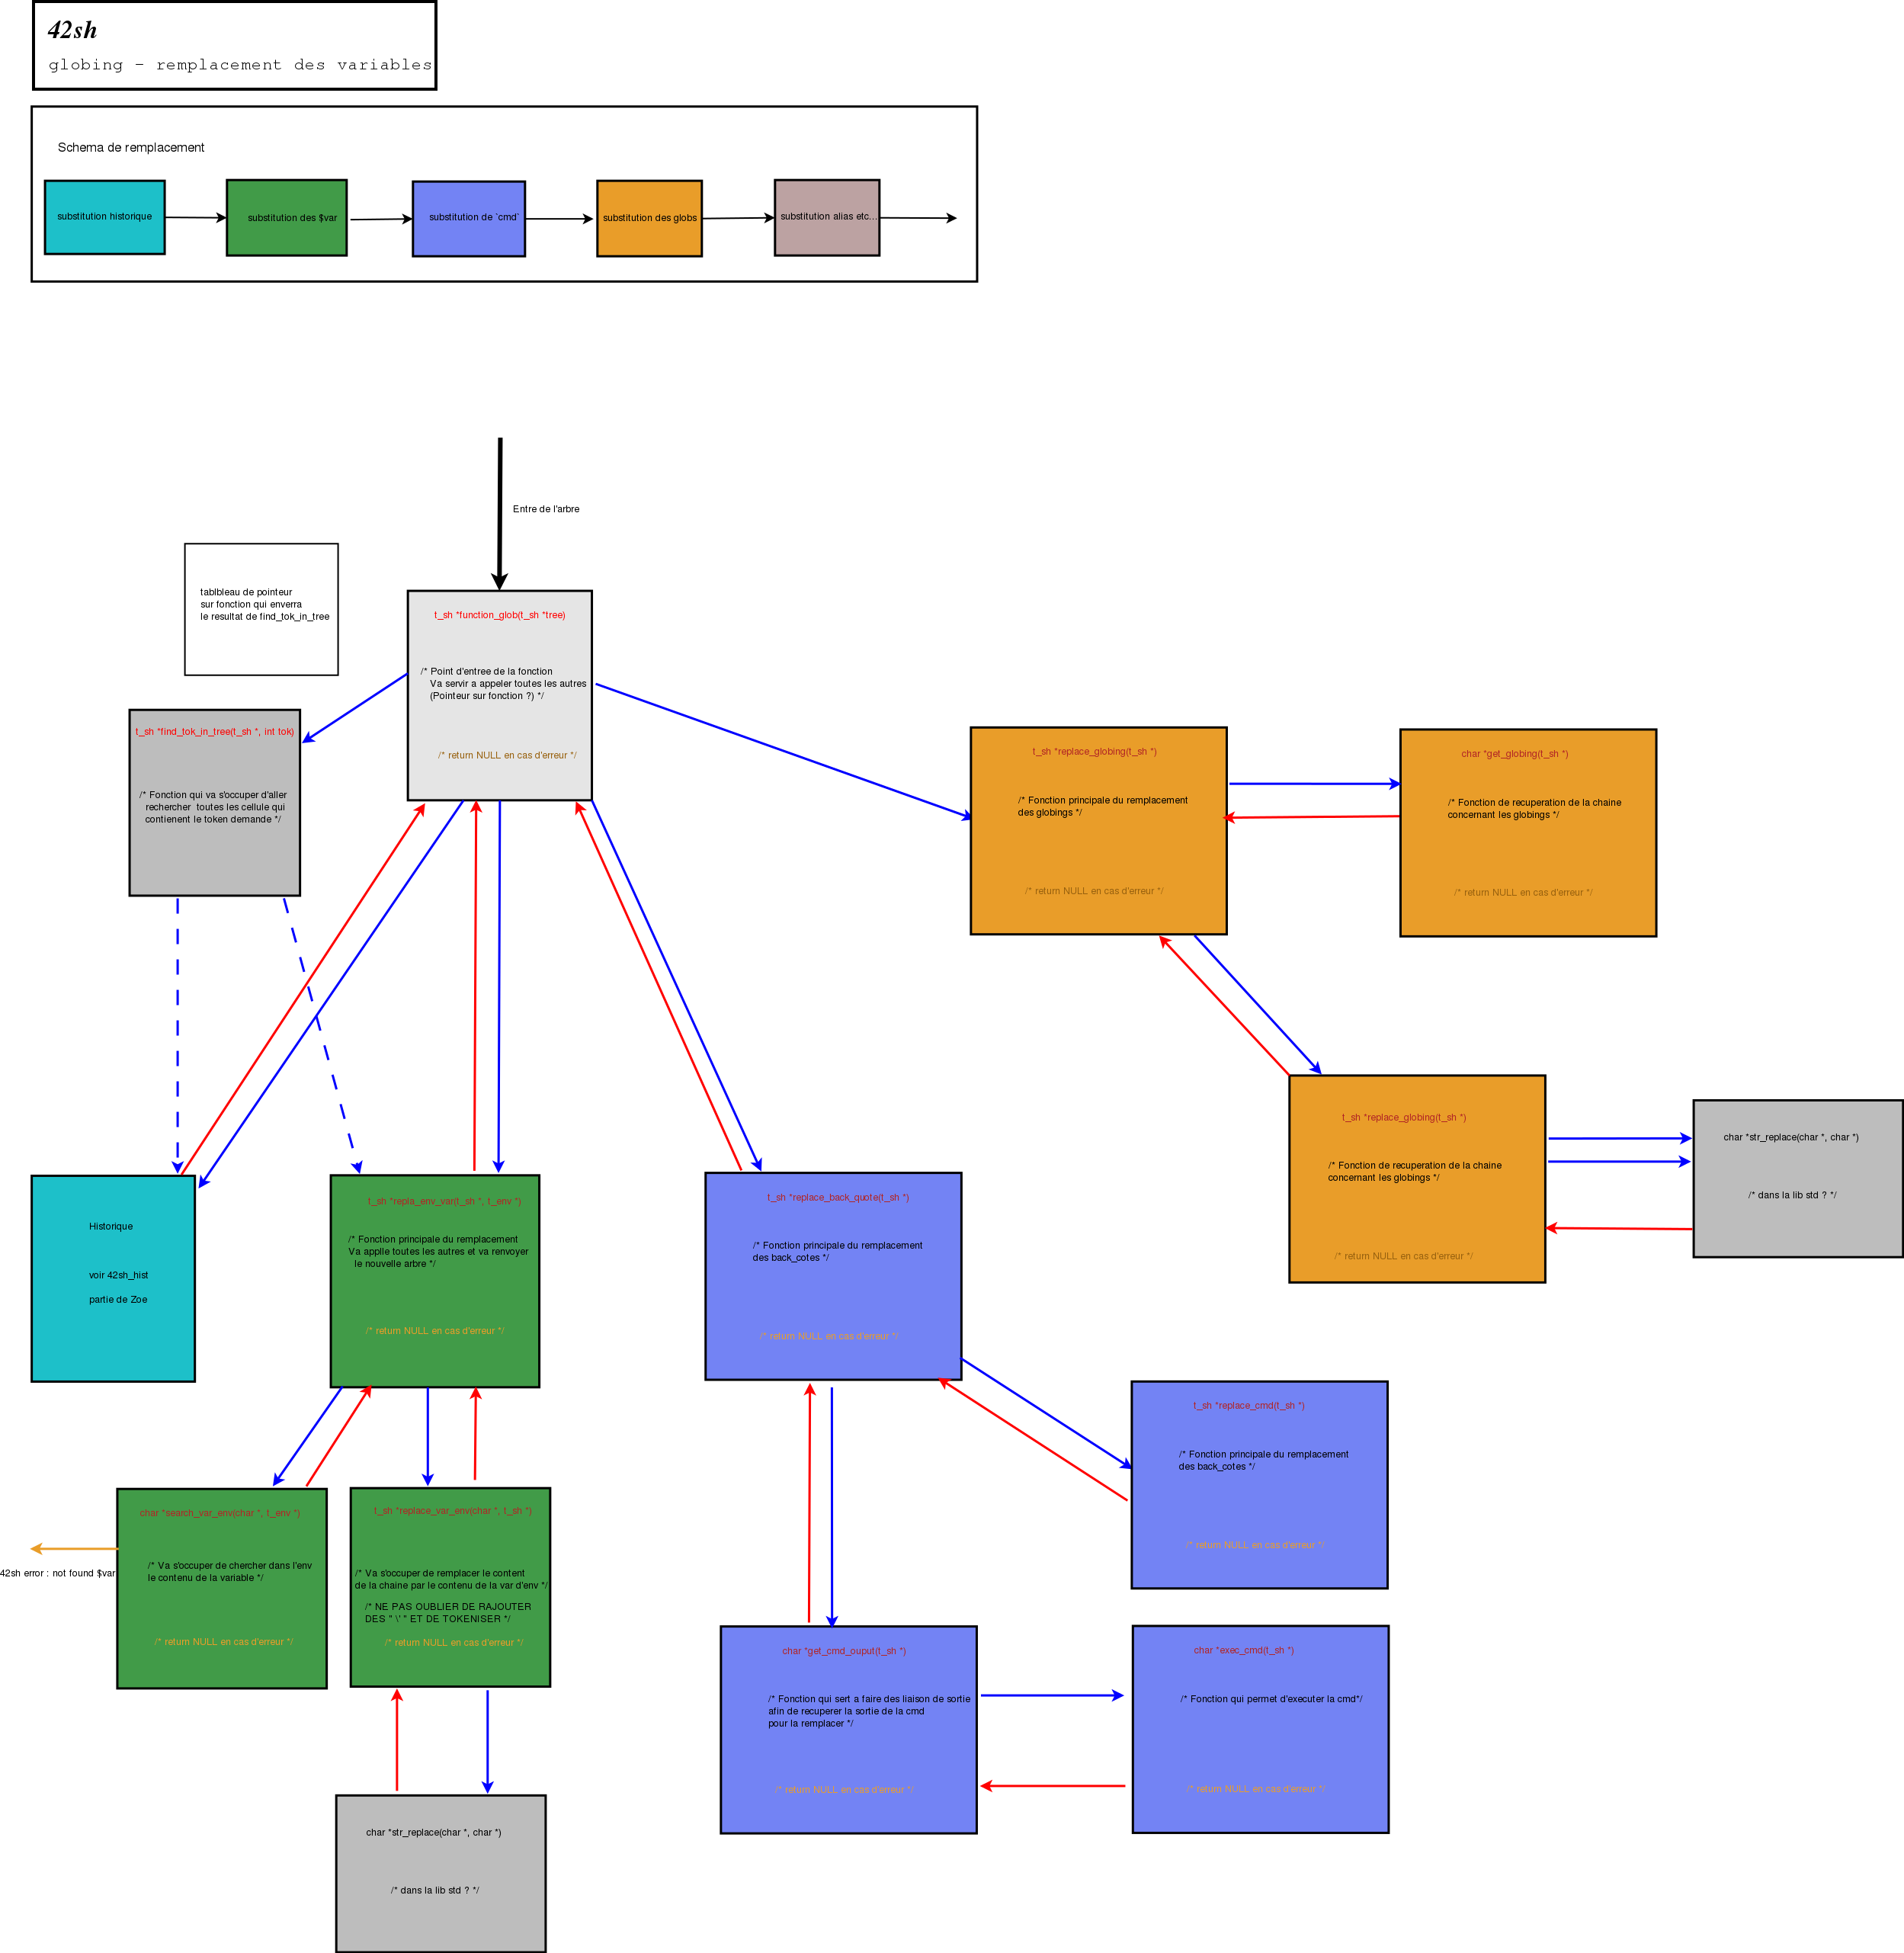 42sh
globing - remplacement des variables
Schema de remplacement
substitution historique
substitution des $var
substitution de `cmd`
substitution des globs
substitution alias etc...
Entre de l'arbre
tablbleau de pointeur
sur fonction qui enverra
le resultat de find_tok_in_tree
t_sh *function_glob(t_sh *tree)
/* Point d'entree de la fonction
Va servir a appeler toutes les autres
(Pointeur sur fonction ?) */
/* return NULL en cas d'erreur */
t_sh *find_tok_in_tree(t_sh *, int tok)
/* Fonction qui va s'occuper d'aller
rechercher toutes les cellule qui
contienent le token demande */
t_sh *replace_globing(t_sh *)
/* Fonction principale du remplacement
des globings */
/* return NULL en cas d'erreur */
char *get_globing(t_sh *)
/* Fonction de recuperation de la chaine
concernant les globings */
/* return NULL en cas d'erreur */
t_sh *replace_globing(t_sh *)
/* Fonction de recuperation de la chaine
concernant les globings */
/* return NULL en cas d'erreur */
char *str_replace(char *, char *)
/* dans la lib std ? */
Historique
voir 42sh_hist
partie de Zoe
t_sh *repla_env_var(t_sh *, t_env *)
/* Fonction principale du remplacement
Va applle toutes les autres et va renvoyer
le nouvelle arbre */
/* return NULL en cas d'erreur */
t_sh *replace_back_quote(t_sh *)
/* Fonction principale du remplacement
des back_cotes */
/* return NULL en cas d'erreur */
t_sh *replace_cmd(t_sh *)
/* Fonction principale du remplacement
des back_cotes */
/* return NULL en cas d'erreur */
char *search_var_env(char *, t_env *)
/* Va s'occuper de chercher dans l'env
le contenu de la variable */
/* return NULL en cas d'erreur */
42sh error : not found $var
t_sh *replace_var_env(char *, t_sh *)
/* Va s'occuper de remplacer le content
de la chaine par le contenu de la var d'env */
/* NE PAS OUBLIER DE RAJOUTER
DES " \' " ET DE TOKENISER */
/* return NULL en cas d'erreur */
char *get_cmd_ouput(t_sh *)
/* Fonction qui sert a faire des liaison de sortie
afin de recuperer la sortie de la cmd
pour la remplacer */
/* return NULL en cas d'erreur */
char *exec_cmd(t_sh *)
/* Fonction qui permet d'executer la cmd*/
/* return NULL en cas d'erreur */
char *str_replace(char *, char *)
/* dans la lib std ? */